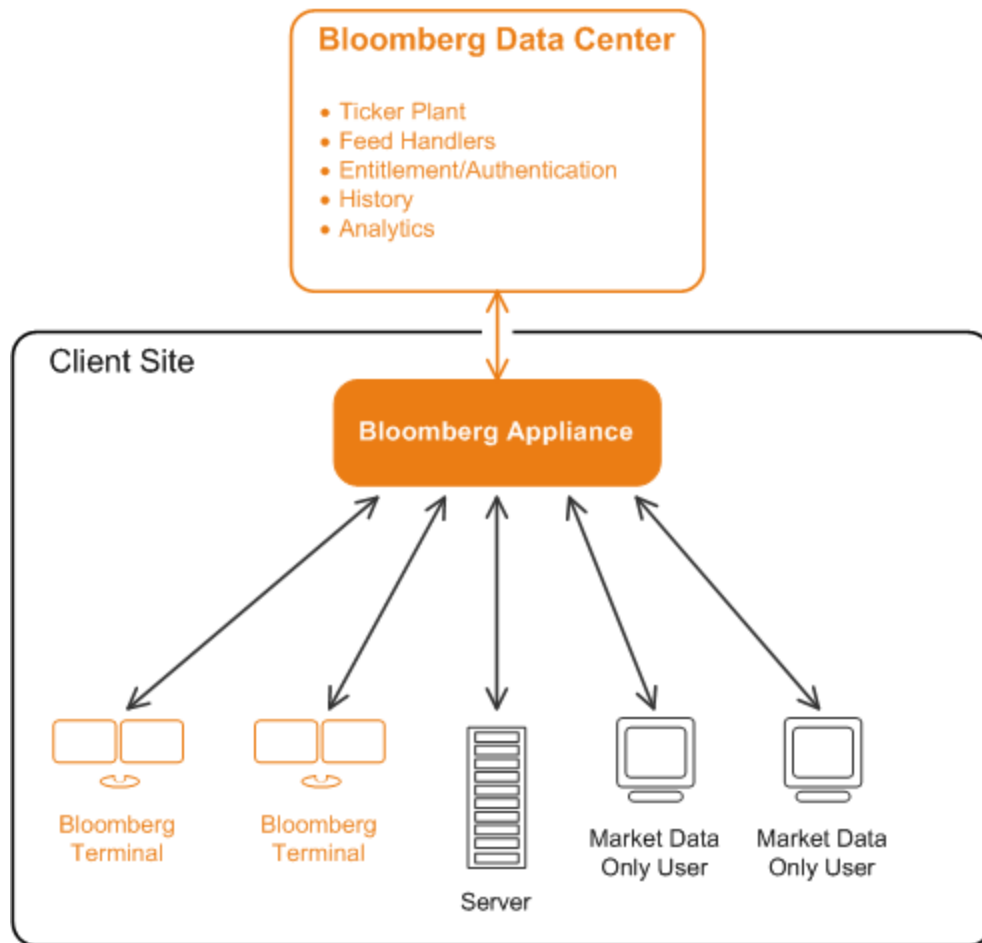 Bloomberg Data Center
• Ticker Plant
• Feed Handlers
• Entitlement/Authentication
• History
• Analytics
Client Site
Bloomberg Appliance
Bloomberg
Terminal
Bloomberg
Terminal
Server
Market Data
Only User
Market Data
Only User